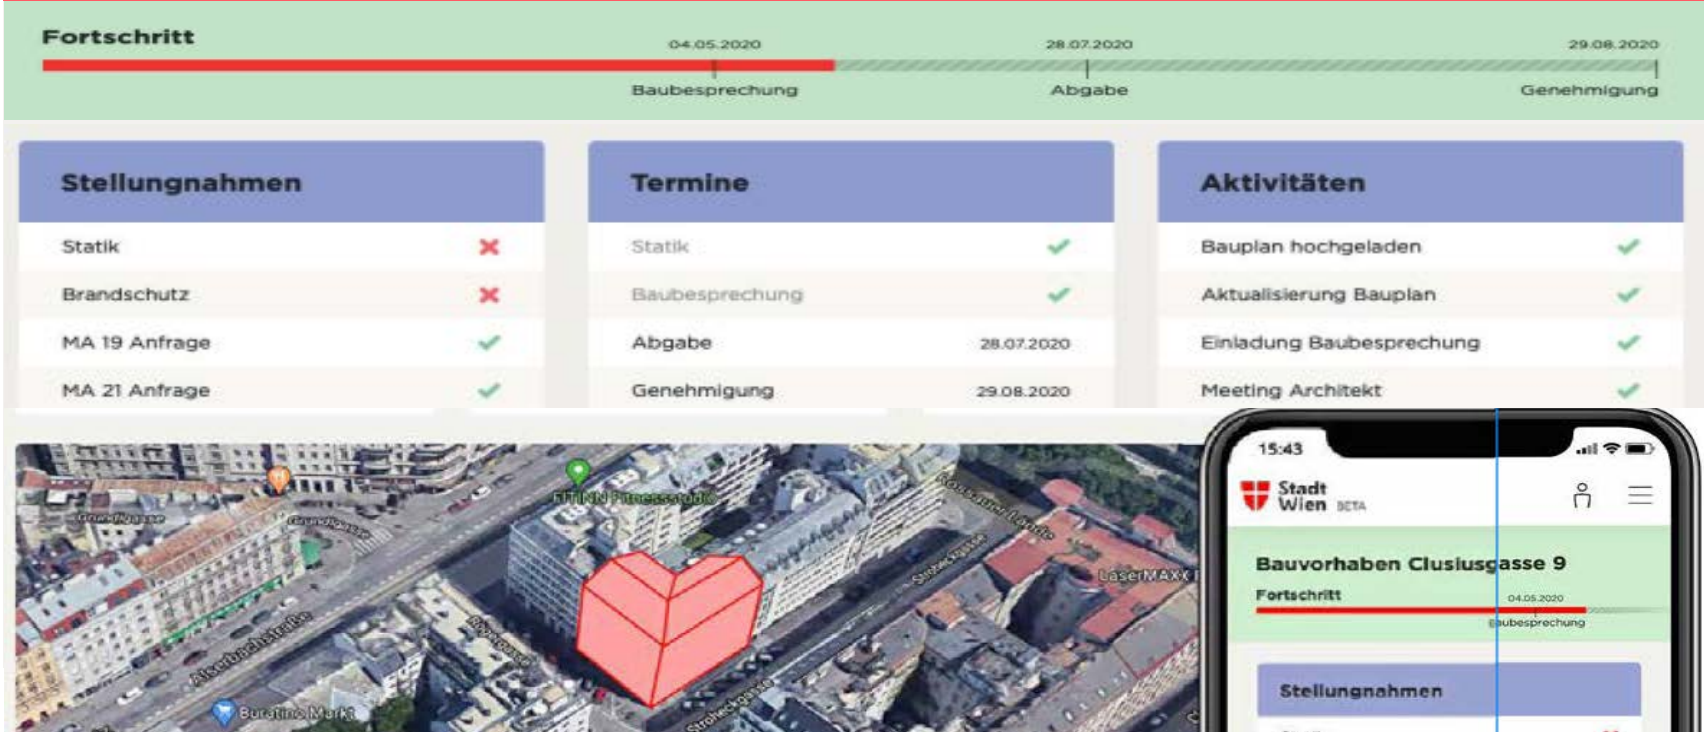 Fortschritt
04.05.2020
28.07.2020
29.08.2020
Baubesprechung
Abgabe
Genehmigung
Stellungnahmen
Statik
Brandschutz
MA 19 Anfrage
MA 21 Anfrage
Termine
Statik
Baubesprechung
Abgabe 28.07.2020
Genehmigung 29.08.2020
Aktivitäten
Bauplan hochgeladen
Aktualisierung Bauplan
Einladung Baubesprechung
Meeting Architekt
Grundlgasse
Grundlgasse
FITINN Fitnessstudio
Rossauer Lände
Stroheckgasse
LaserMAXX
Alserbachstraße
Rögergasse
Stroheckgasse
Buratino Markt
15:43
Stadt
Wien BETA
Bauvorhaben Clusiusgasse 9
Fortschritt
04.05.2020
Baubesprechung
Stellungnahmen